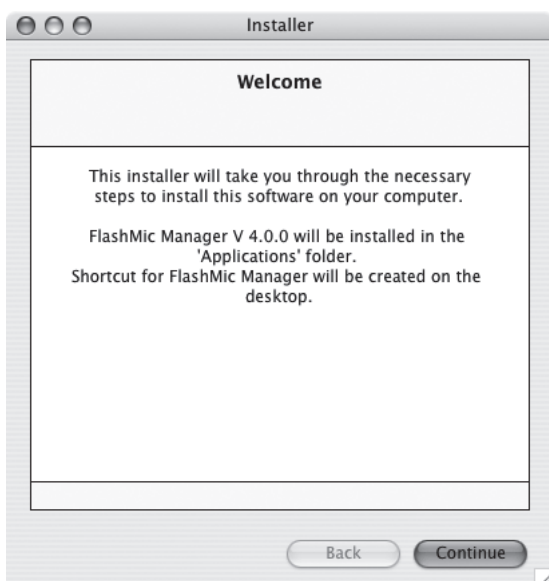 Installer
Welcome
This installer will take you through the necessary
steps to install this software on your computer.
FlashMic Manager V 4.0.0 will be installed in the
'Applications' folder.
Shortcut for FlashMic Manager will be created on the
desktop.
Back
Continue